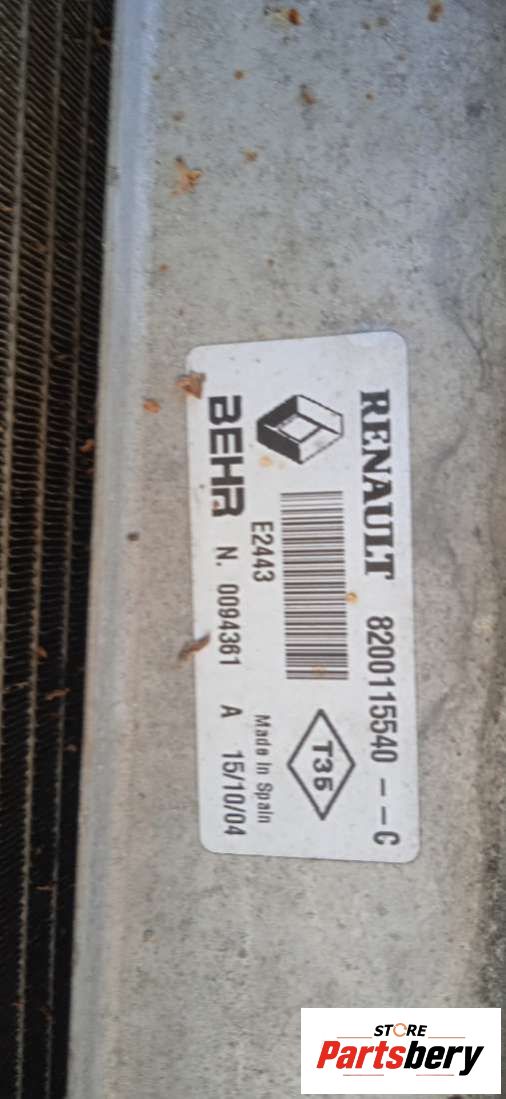 RENAULT 8200115540 - - C
T35
E2443
Made In Spain
BEHR N. 0094361 A 15/10/04
STORE
Partsbery